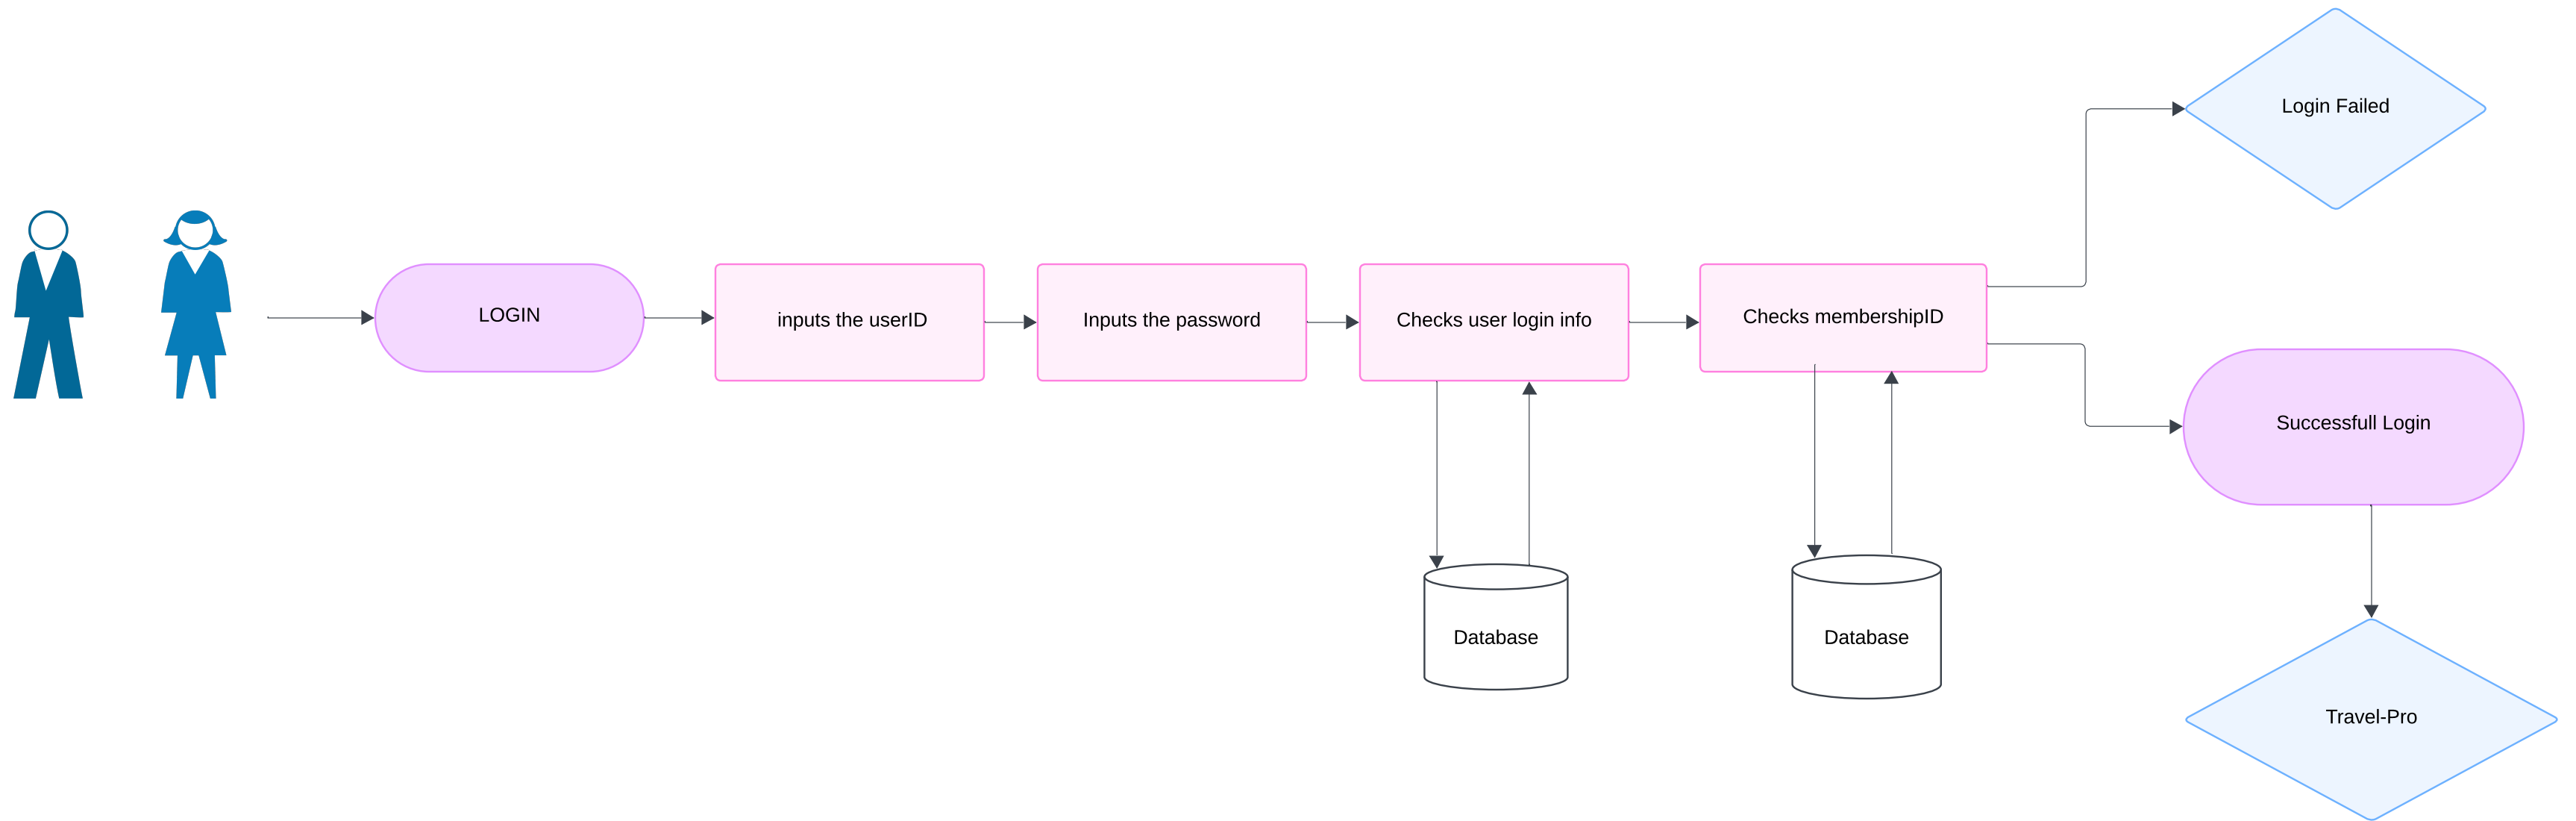 Login Failed
LOGIN
inputs the userID
Inputs the password
Checks user login info
Checks membershipID
Successfull Login
Database
Database
Travel-Pro